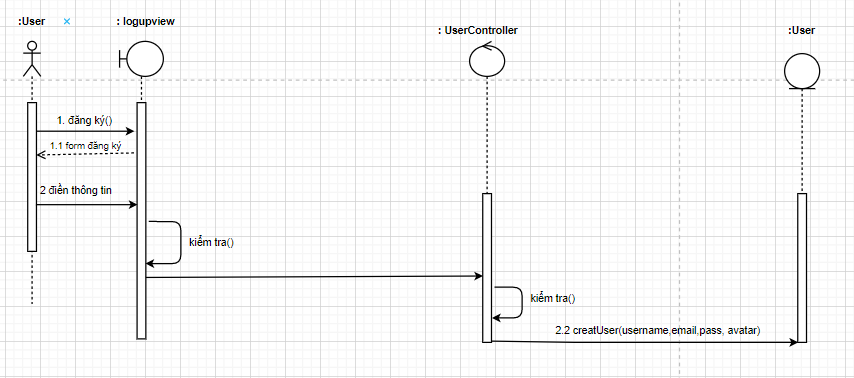 :User
: logupview
: UserController
:User
1. đăng ký()
1.1 form đăng ký
2 điền thông tin
kiểm tra()
kiểm tra()
2.2 creatUser(username,email,pass, avatar)